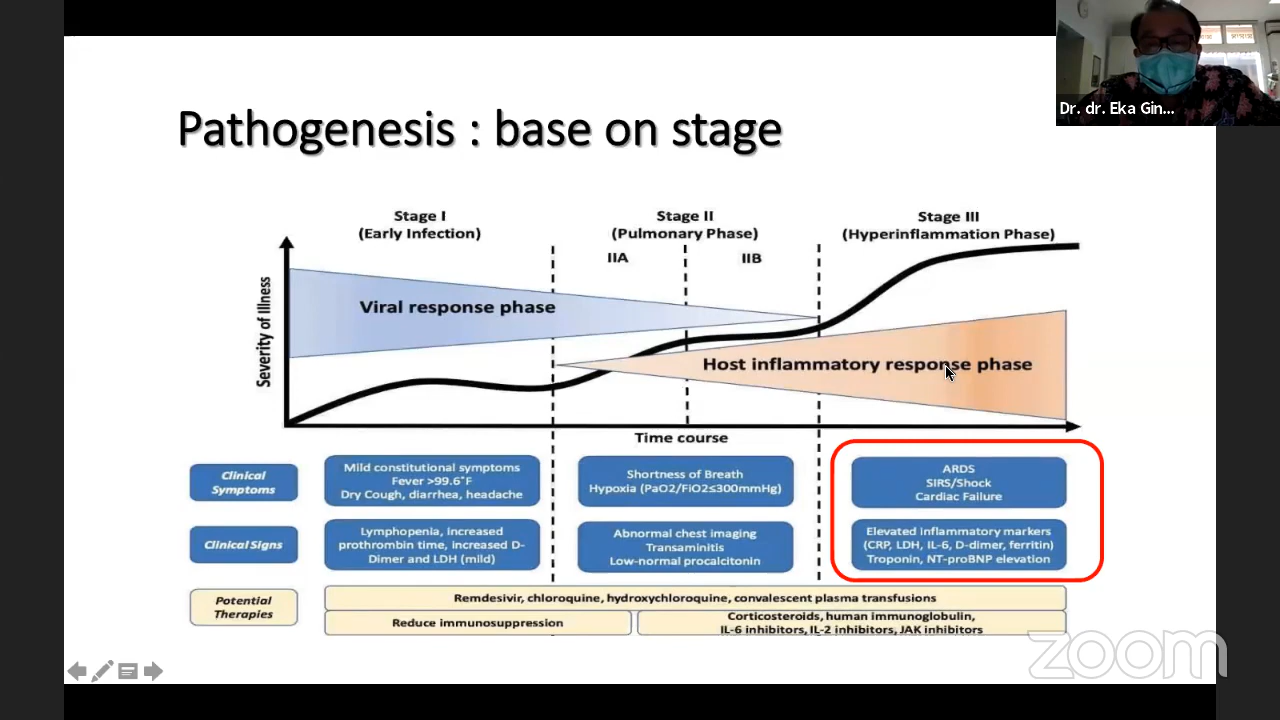 Dr. dr. Eka Gin...
Pathogenesis : base on stage
Stage I
(Early Infection)
Stage II
(Pulmonary Phase)
IIA
IIB
Stage III
(Hyperinflammation Phase)
Severity of Illness
Viral response phase
Host inflammatory response phase
Time course
Clinical
Symptoms
Mild constitutional symptoms
Fever >99.6°F
Dry Cough, diarrhea, headache
Shortness of Breath
Hypoxia (PaO2/FiO2≤300mmHg)
ARDS
SIRS/Shock
Cardiac Failure
Clinical Signs
Lymphopenia, increased
prothrombin time, increased D-
Dimer and LDH (mild)
Abnormal chest imaging
Transaminitis
Low-normal procalcitonin
Elevated inflammatory markers
(CRP, LDH, IL-6, D-dimer, ferritin)
Troponin, NT-proBNP elevation
Potential
Therapies
Remdesivir, chloroquine, hydroxychloroquine, convalescent plasma transfusions
Reduce immunosuppression
Corticosteroids, human immunoglobulin,
IL-6 inhibitors, IL-2 inhibitors, JAK inhibitors
zoom